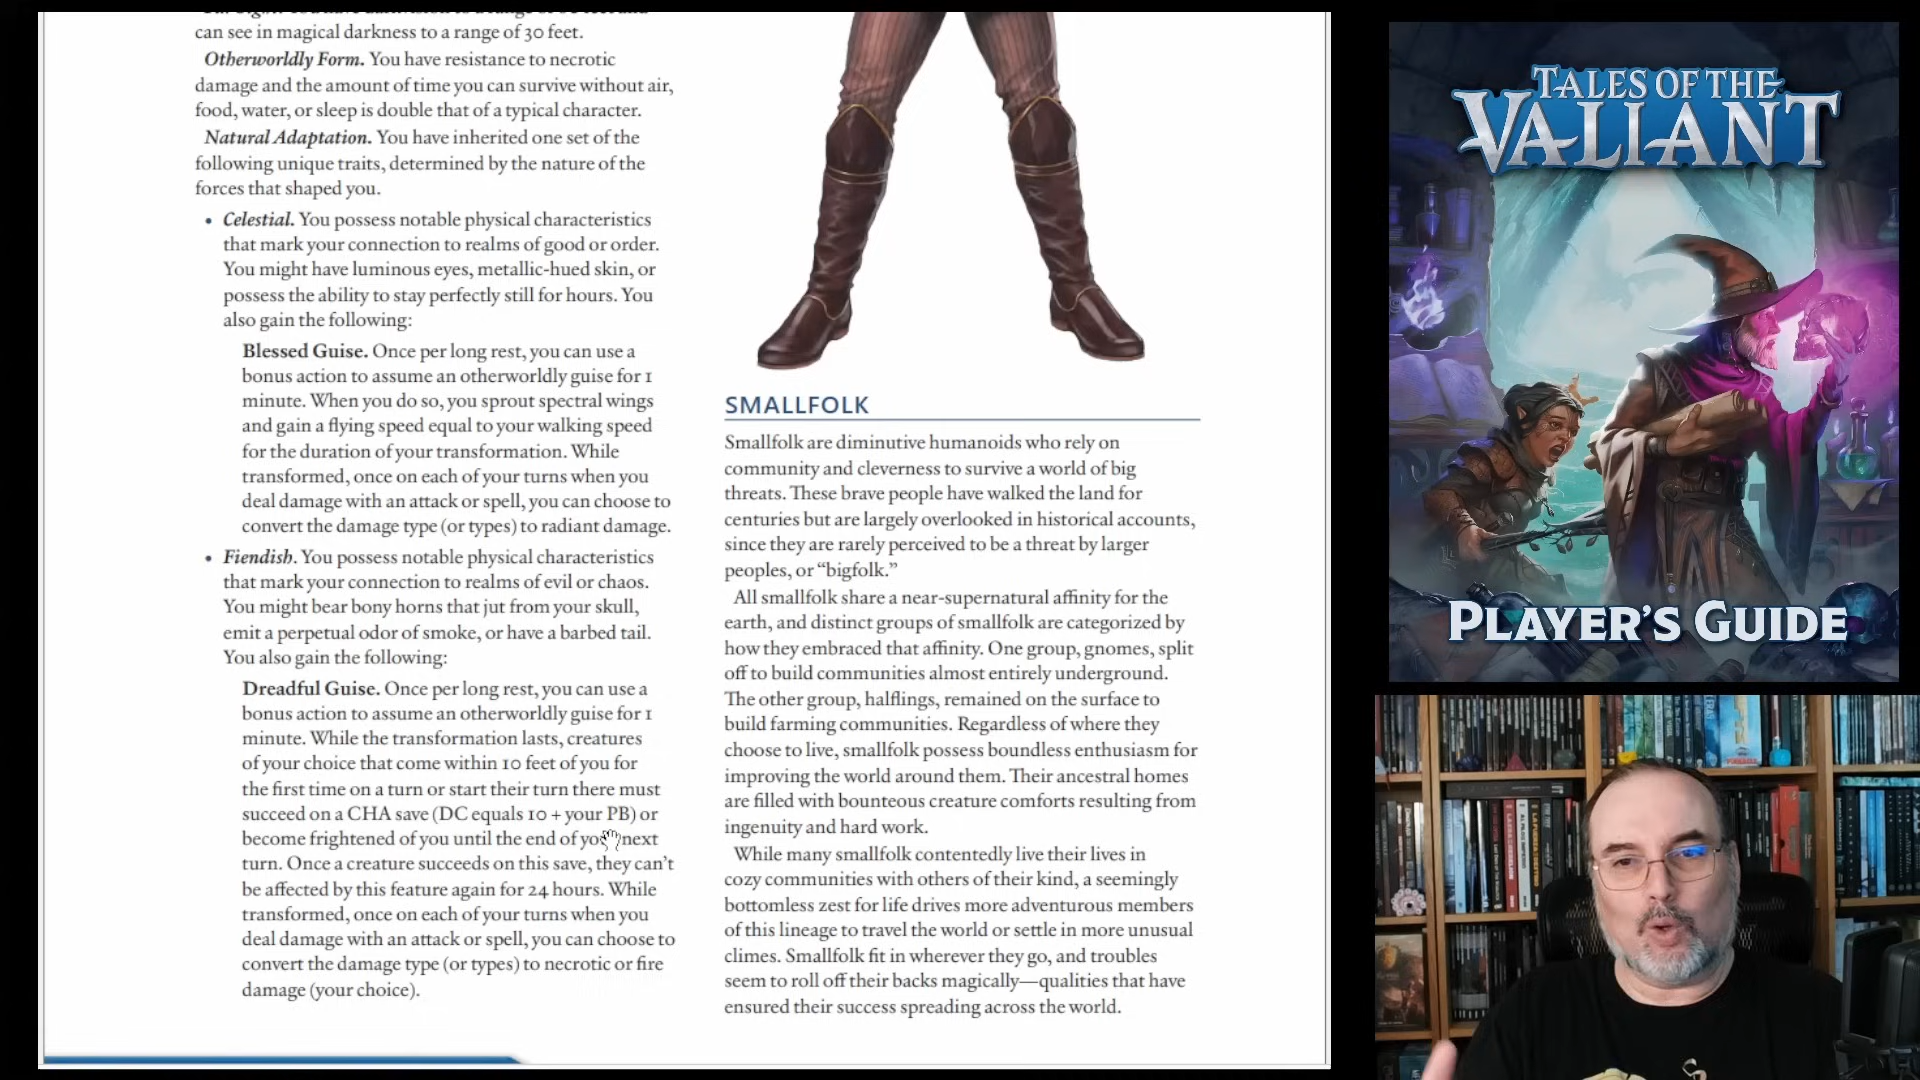 can see in magical darkness to a range of 30 feet.
Otherworldly Form. You have resistance to necrotic
damage and the amount of time you can survive without air,
food, water, or sleep is double that of a typical character.
Natural Adaptation. You have inherited one set of the
following unique traits, determined by the nature of the
forces that shaped you.
• Celestial. You possess notable physical characteristics
that mark your connection to realms of good or order.
You might have luminous eyes, metallic-hued skin, or
possess the ability to stay perfectly still for hours. You
also gain the following:
Blessed Guise. Once per long rest, you can use a
bonus action to assume an otherworldly guise for 1
minute. When you do so, you sprout spectral wings
and gain a flying speed equal to your walking speed
for the duration of your transformation. While
transformed, once on each of your turns when you
deal damage with an attack or spell, you can choose to
convert the damage type (or types) to radiant damage.
• Fiendish. You possess notable physical characteristics
that mark your connection to realms of evil or chaos.
You might bear bony horns that jut from your skull,
emit a perpetual odor of smoke, or have a barbed tail.
You also gain the following:
Dreadful Guise. Once per long rest, you can use a
bonus action to assume an otherworldly guise for 1
minute. While the transformation lasts, creatures
of your choice that come within 10 feet of you for
the first time on a turn or start their turn there must
succeed on a CHA save (DC equals 10 + your PB) or
become frightened of you until the end of your next
turn. Once a creature succeeds on this save, they can't
be affected by this feature again for 24 hours. While
transformed, once on each of your turns when you
deal damage with an attack or spell, you can choose to
convert the damage type (or types) to necrotic or fire
damage (your choice).
SMALLFOLK
Smallfolk are diminutive humanoids who rely on
community and cleverness to survive a world of big
threats. These brave people have walked the land for
centuries but are largely overlooked in historical accounts,
since they are rarely perceived to be a threat by larger
peoples, or “bigfolk.”
All smallfolk share a near-supernatural affinity for the
earth, and distinct groups of smallfolk are categorized by
how they embraced that affinity. One group, gnomes, split
off to build communities almost entirely underground.
The other group, halflings, remained on the surface to
build farming communities. Regardless of where they
choose to live, smallfolk possess boundless enthusiasm for
improving the world around them. Their ancestral homes
are filled with bounteous creature comforts resulting from
ingenuity and hard work.
While many smallfolk contentedly live their lives in
cozy communities with others of their kind, a seemingly
bottomless zest for life drives more adventurous members
of this lineage to travel the world or settle in more unusual
climes. Smallfolk fit in wherever they go, and troubles
seem to roll off their backs magically—qualities that have
ensured their success spreading across the world.
TALES OF THE
VALIANT
PLAYER'S GUIDE